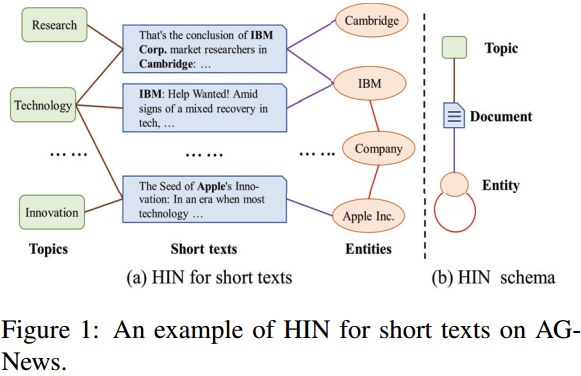 Research
Technology
Innovation
Topics
That's the conclusion of IBM
Corp. market researchers in
Cambridge: …
IBM: Help Wanted! Amid
signs of a mixed recovery in
tech, …
… …
… …
… …
The Seed of Apple's Inno-
vation: In an era when most
technology …
Short texts
Cambridge
IBM
Company
Apple Inc.
Entities
(a) HIN for short texts
Topic
Document
Entity
(b) HIN schema
Figure 1: An example of HIN for short texts on AG-
News.